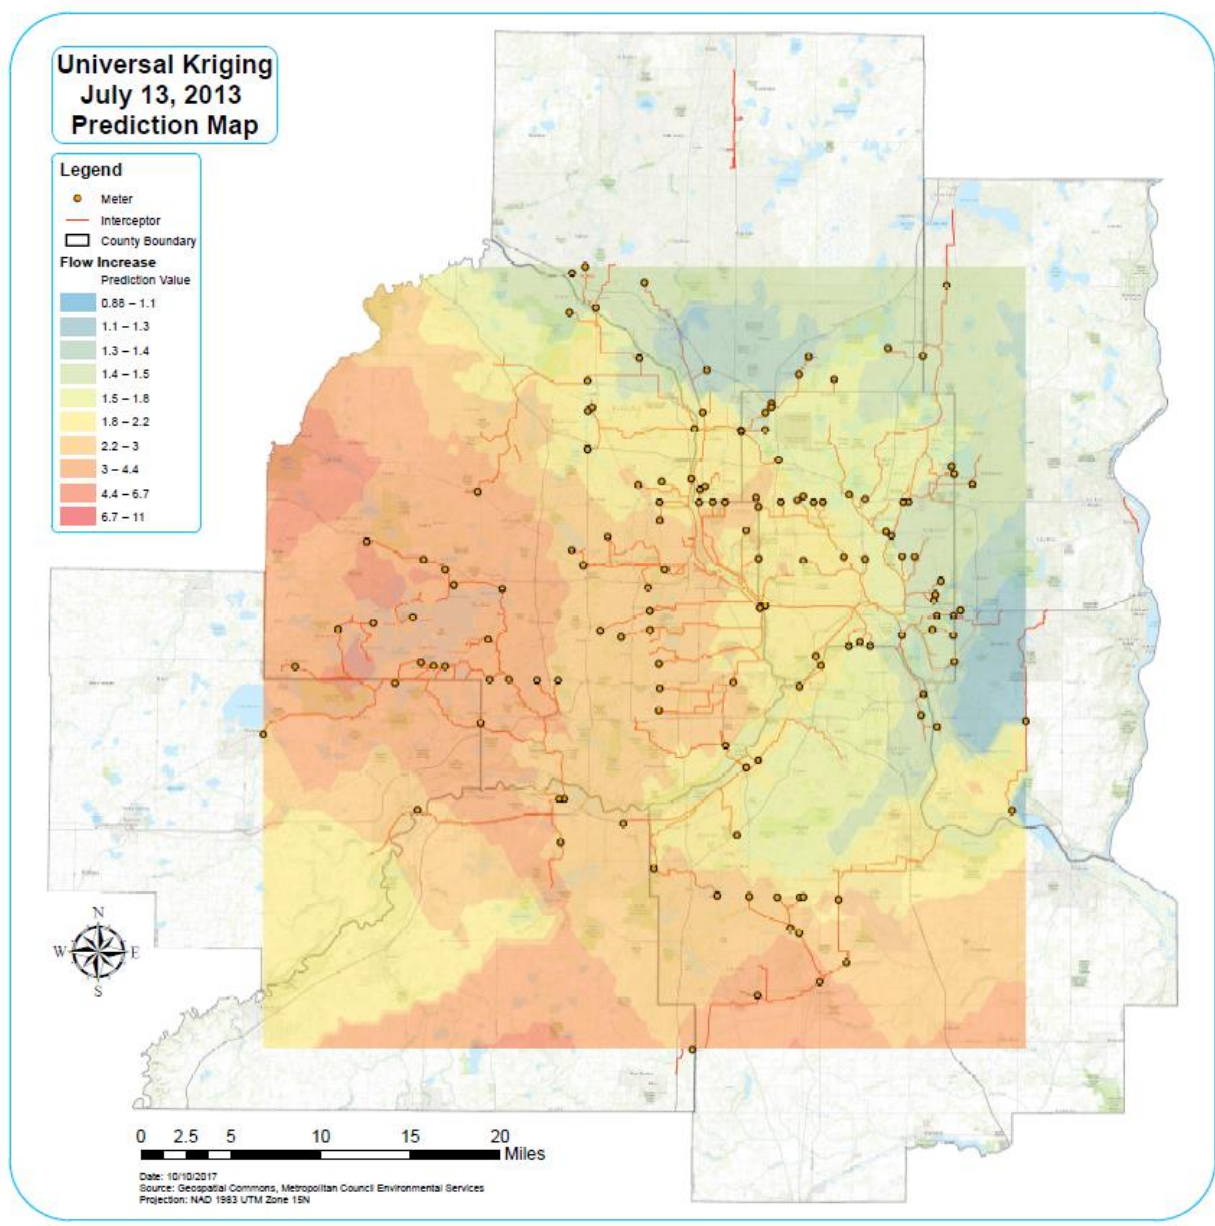 Universal Kriging
July 13, 2013
Prediction Map
Legend
Meter
Interceptor
County Boundary
Flow Increase
Prediction Value
0.88 – 1.1
1.1 – 1.3
1.3 – 1.4
1.4 – 1.5
1.5 – 1.8
1.8 – 2.2
2.2 – 3
3 – 4.4
4.4 – 6.7
6.7 – 11
N
W E
S
0 2.5 5 10 15 20
Miles
Date: 10/10/2017
Source: Geospatial Commons, Metropolitan Council Environmental Services
Projection: NAD 1983 UTM Zone 15N